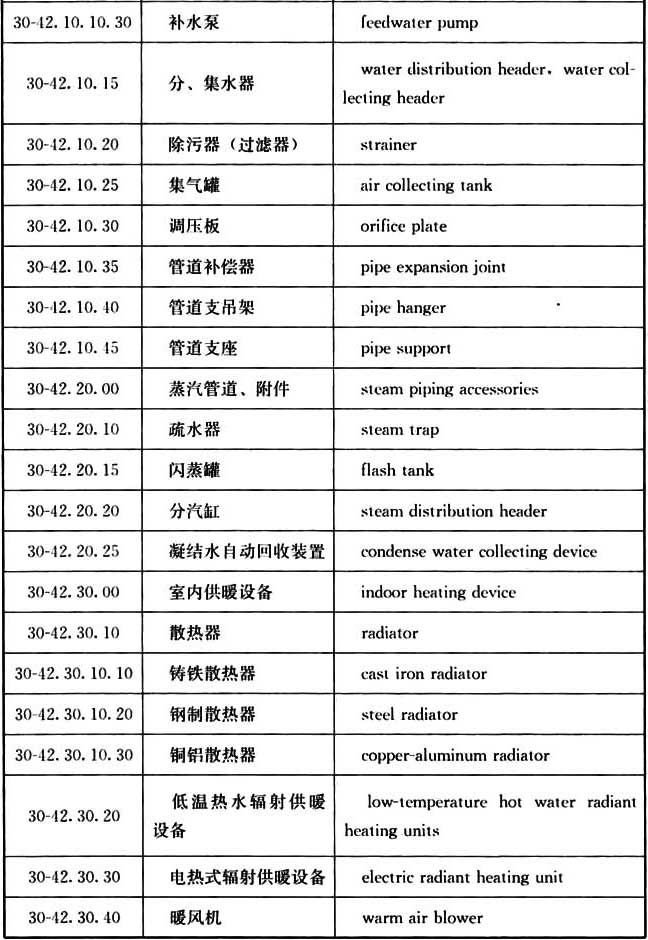 30-42.10.10.30 补水泵 feedwater pump
30-42.10.15 分、集水器 water distribution header, water col-
lecting header
30-42.10.20 除污器（过滤器） strainer
30-42.10.25 集气罐 air collecting tank
30-42.10.30 调压板 orifice plate
30-42.10.35 管道补偿器 pipe expansion joint
30-42.10.40 管道支吊架 pipe hanger
30-42.10.45 管道支座 pipe support
30-42.20.00 蒸汽管道、附件 steam piping accessories
30-42.20.10 疏水器 steam trap
30-42.20.15 闪蒸罐 flash tank
30-42.20.20 分汽缸 steam distribution header
30-42.20.25 凝结水自动回收装置 condense water collecting device
30-42.30.00 室内供暖设备 indoor heating device
30-42.30.10 散热器 radiator
30-42.30.10.10 铸铁散热器 cast iron radiator
30-42.30.10.20 钢制散热器 steel radiator
30-42.30.10.30 铜铝散热器 copper-aluminum radiator
30-42.30.20 低温热水辐射供暖 low-temperature hot water radiant
设备 heating units
30-42.30.30 电热式辐射供暖设备 electric radiant heating unit
30-42.30.40 暖风机 warm air blower